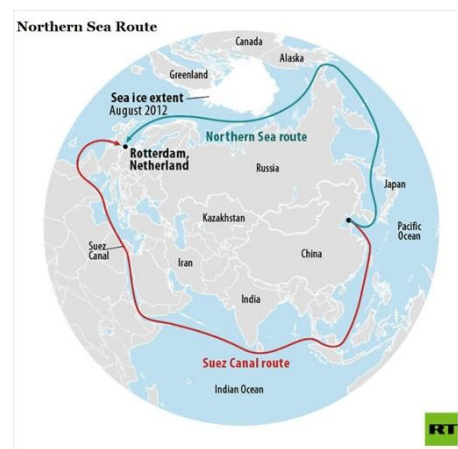 Northern Sea Route
Canada
Alaska
Greenland
Sea ice extent
August 2012
Northern Sea route
Rotterdam,
Netherland
Russia
Japan
Kazakhstan
Pacific
Ocean
Suez
Canal
China
Iran
India
Suez Canal route
Indian Ocean
RT